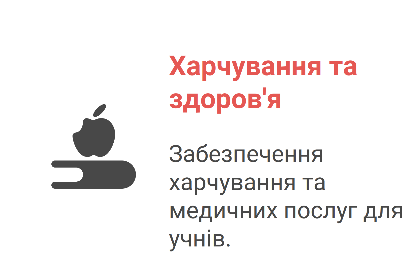 Харчування та
здоров'я
Забезпечення
харчування та
медичних послуг для
учнів.